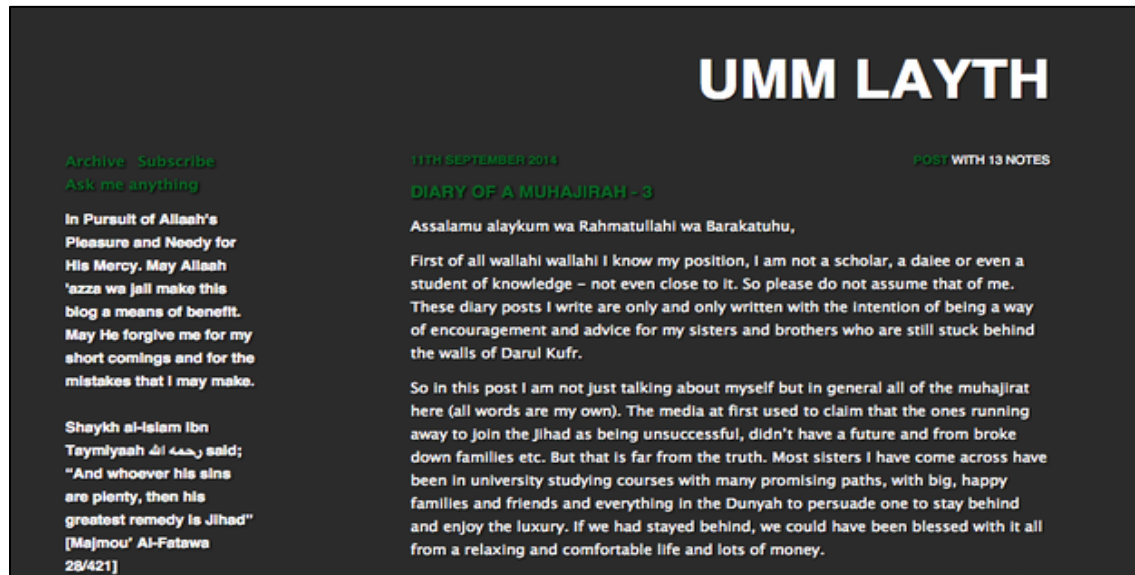 UMM LAYTH
Archive Subscribe
Ask me anything
In Pursuit of Allaah's
Pleasure and Needy for
His Mercy. May Allaah
'azza wa jall make this
blog a means of benefit.
May He forgive me for my
short comings and for the
mistakes that I may make.
Shaykh al-Islam Ibn
Taymiyaah رحمه الله said;
"And whoever his sins
are plenty, then his
greatest remedy is Jihad"
[Majmou' Al-Fatawa
28/421]
11TH SEPTEMBER 2014
POST WITH 13 NOTES
DIARY OF A MUHAJIRAH - 3
Assalamu alaykum wa Rahmatullahi wa Barakatuhu,
First of all wallahi wallahi I know my position, I am not a scholar, a daiee or even a
student of knowledge – not even close to it. So please do not assume that of me.
These diary posts I write are only and only written with the intention of being a way
of encouragement and advice for my sisters and brothers who are still stuck behind
the walls of Darul Kufr.
So in this post I am not just talking about myself but in general all of the muhajirat
here (all words are my own). The media at first used to claim that the ones running
away to join the Jihad as being unsuccessful, didn't have a future and from broke
down families etc. But that is far from the truth. Most sisters I have come across have
been in university studying courses with many promising paths, with big, happy
families and friends and everything in the Dunyah to persuade one to stay behind
and enjoy the luxury. If we had stayed behind, we could have been blessed with it all
from a relaxing and comfortable life and lots of money.